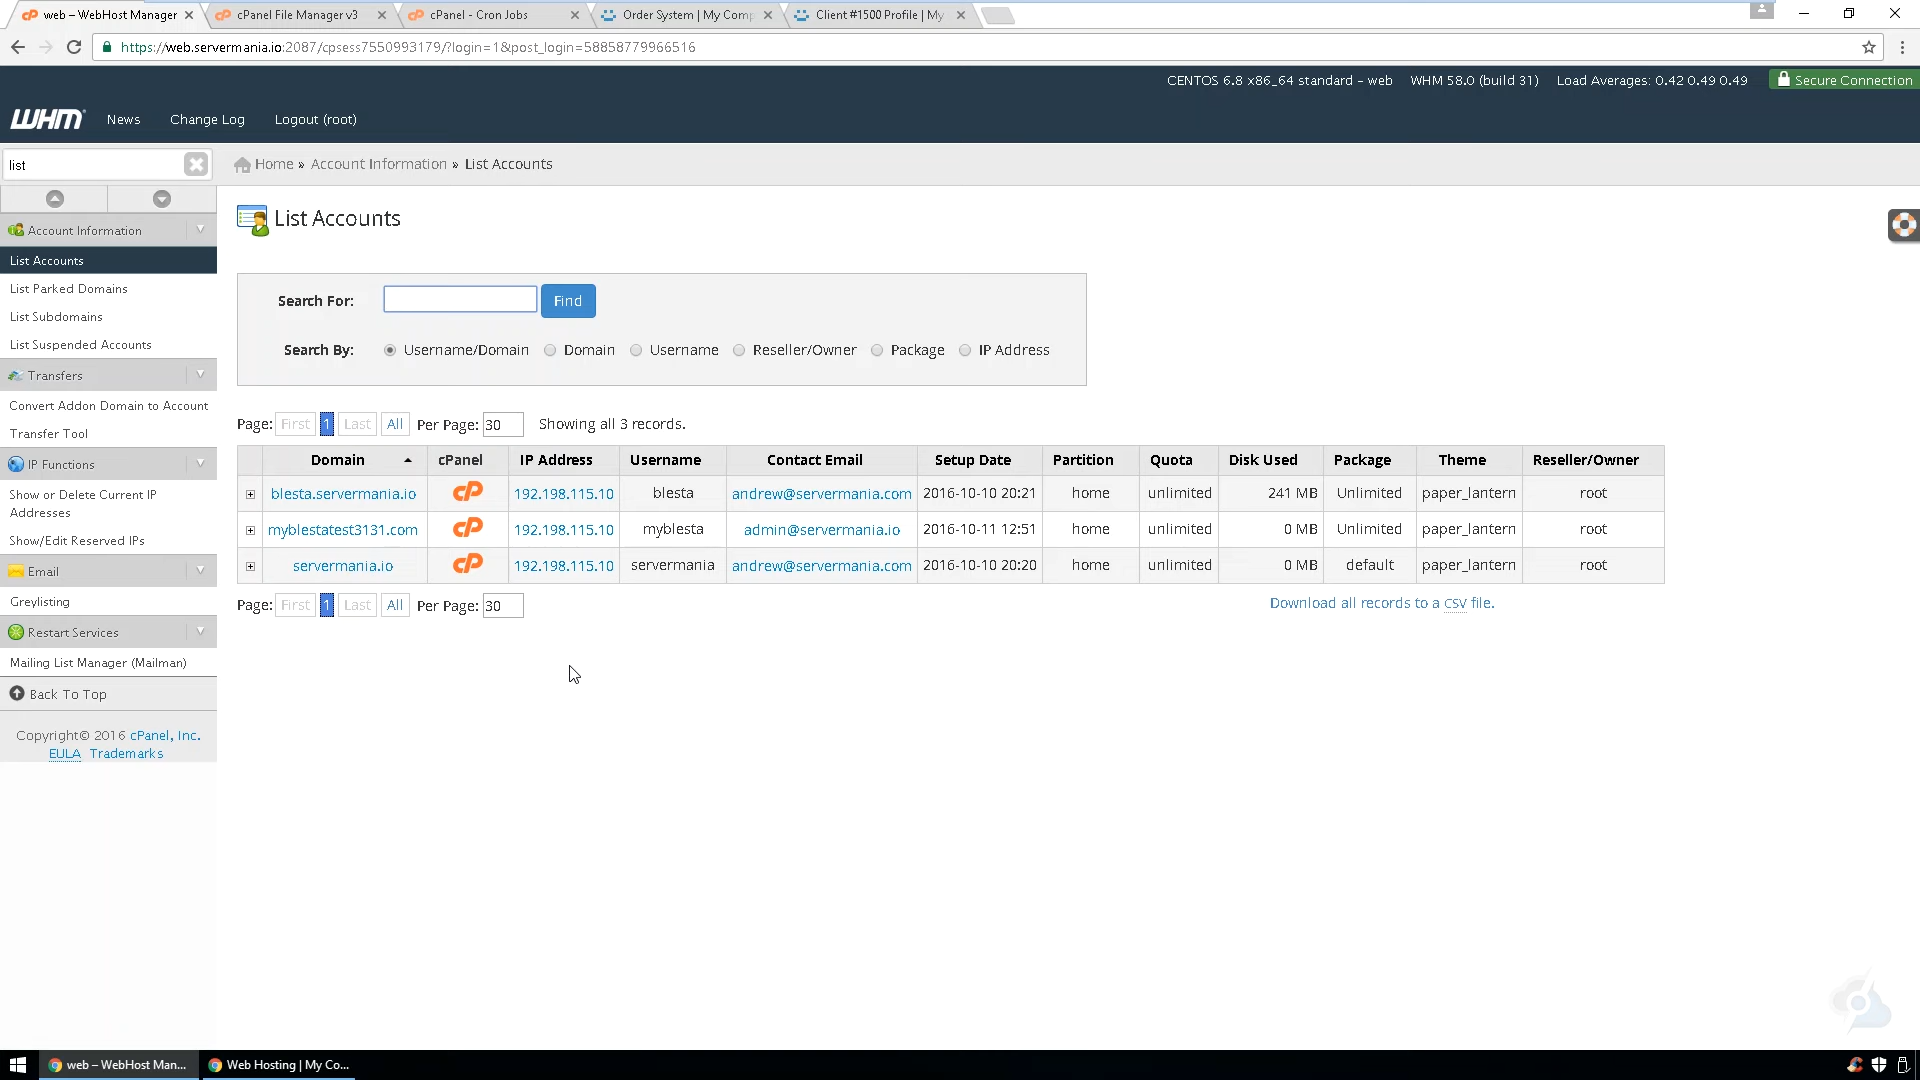 web – WebHost Manager
cPanel File Manager v3
cPanel - Cron Jobs
Order System | My Comp
Client #1500 Profile | My
https://web.servermania.io:2087/cpsess7550993179/?login=1&post_login=58858779966516
CENTOS 6.8 x86_64 standard – web
WHM 58.0 (build 31)
Load Averages: 0.42 0.49 0.49
Secure Connection
WHM
News
Change Log
Logout (root)
list
Home » Account Information » List Accounts
Account Information
List Accounts
List Parked Domains
List Subdomains
List Suspended Accounts
Transfers
Convert Addon Domain to Account
Transfer Tool
IP Functions
Show or Delete Current IP
Addresses
Show/Edit Reserved IPs
Email
Greylisting
Restart Services
Mailing List Manager (Mailman)
Back To Top
Copyright© 2016 cPanel, Inc.
EULA Trademarks
List Accounts
Search For:
Find
Search By: Username/Domain Domain Username Reseller/Owner Package IP Address
Page: First 1 Last All Per Page: 30 Showing all 3 records.
Domain cPanel IP Address Username Contact Email Setup Date Partition Quota Disk Used Package Theme Reseller/Owner
blesta.servermania.io cP 192.198.115.10 blesta andrew@servermania.com 2016-10-10 20:21 home unlimited 241 MB Unlimited paper_lantern root
myblestatest3131.com cP 192.198.115.10 myblesta admin@servermania.io 2016-10-11 12:51 home unlimited 0 MB Unlimited paper_lantern root
servermania.io cP 192.198.115.10 servermania andrew@servermania.com 2016-10-10 20:20 home unlimited 0 MB default paper_lantern root
Page: First 1 Last All Per Page: 30
Download all records to a CSV file.
web – WebHost Man...
Web Hosting | My Co...